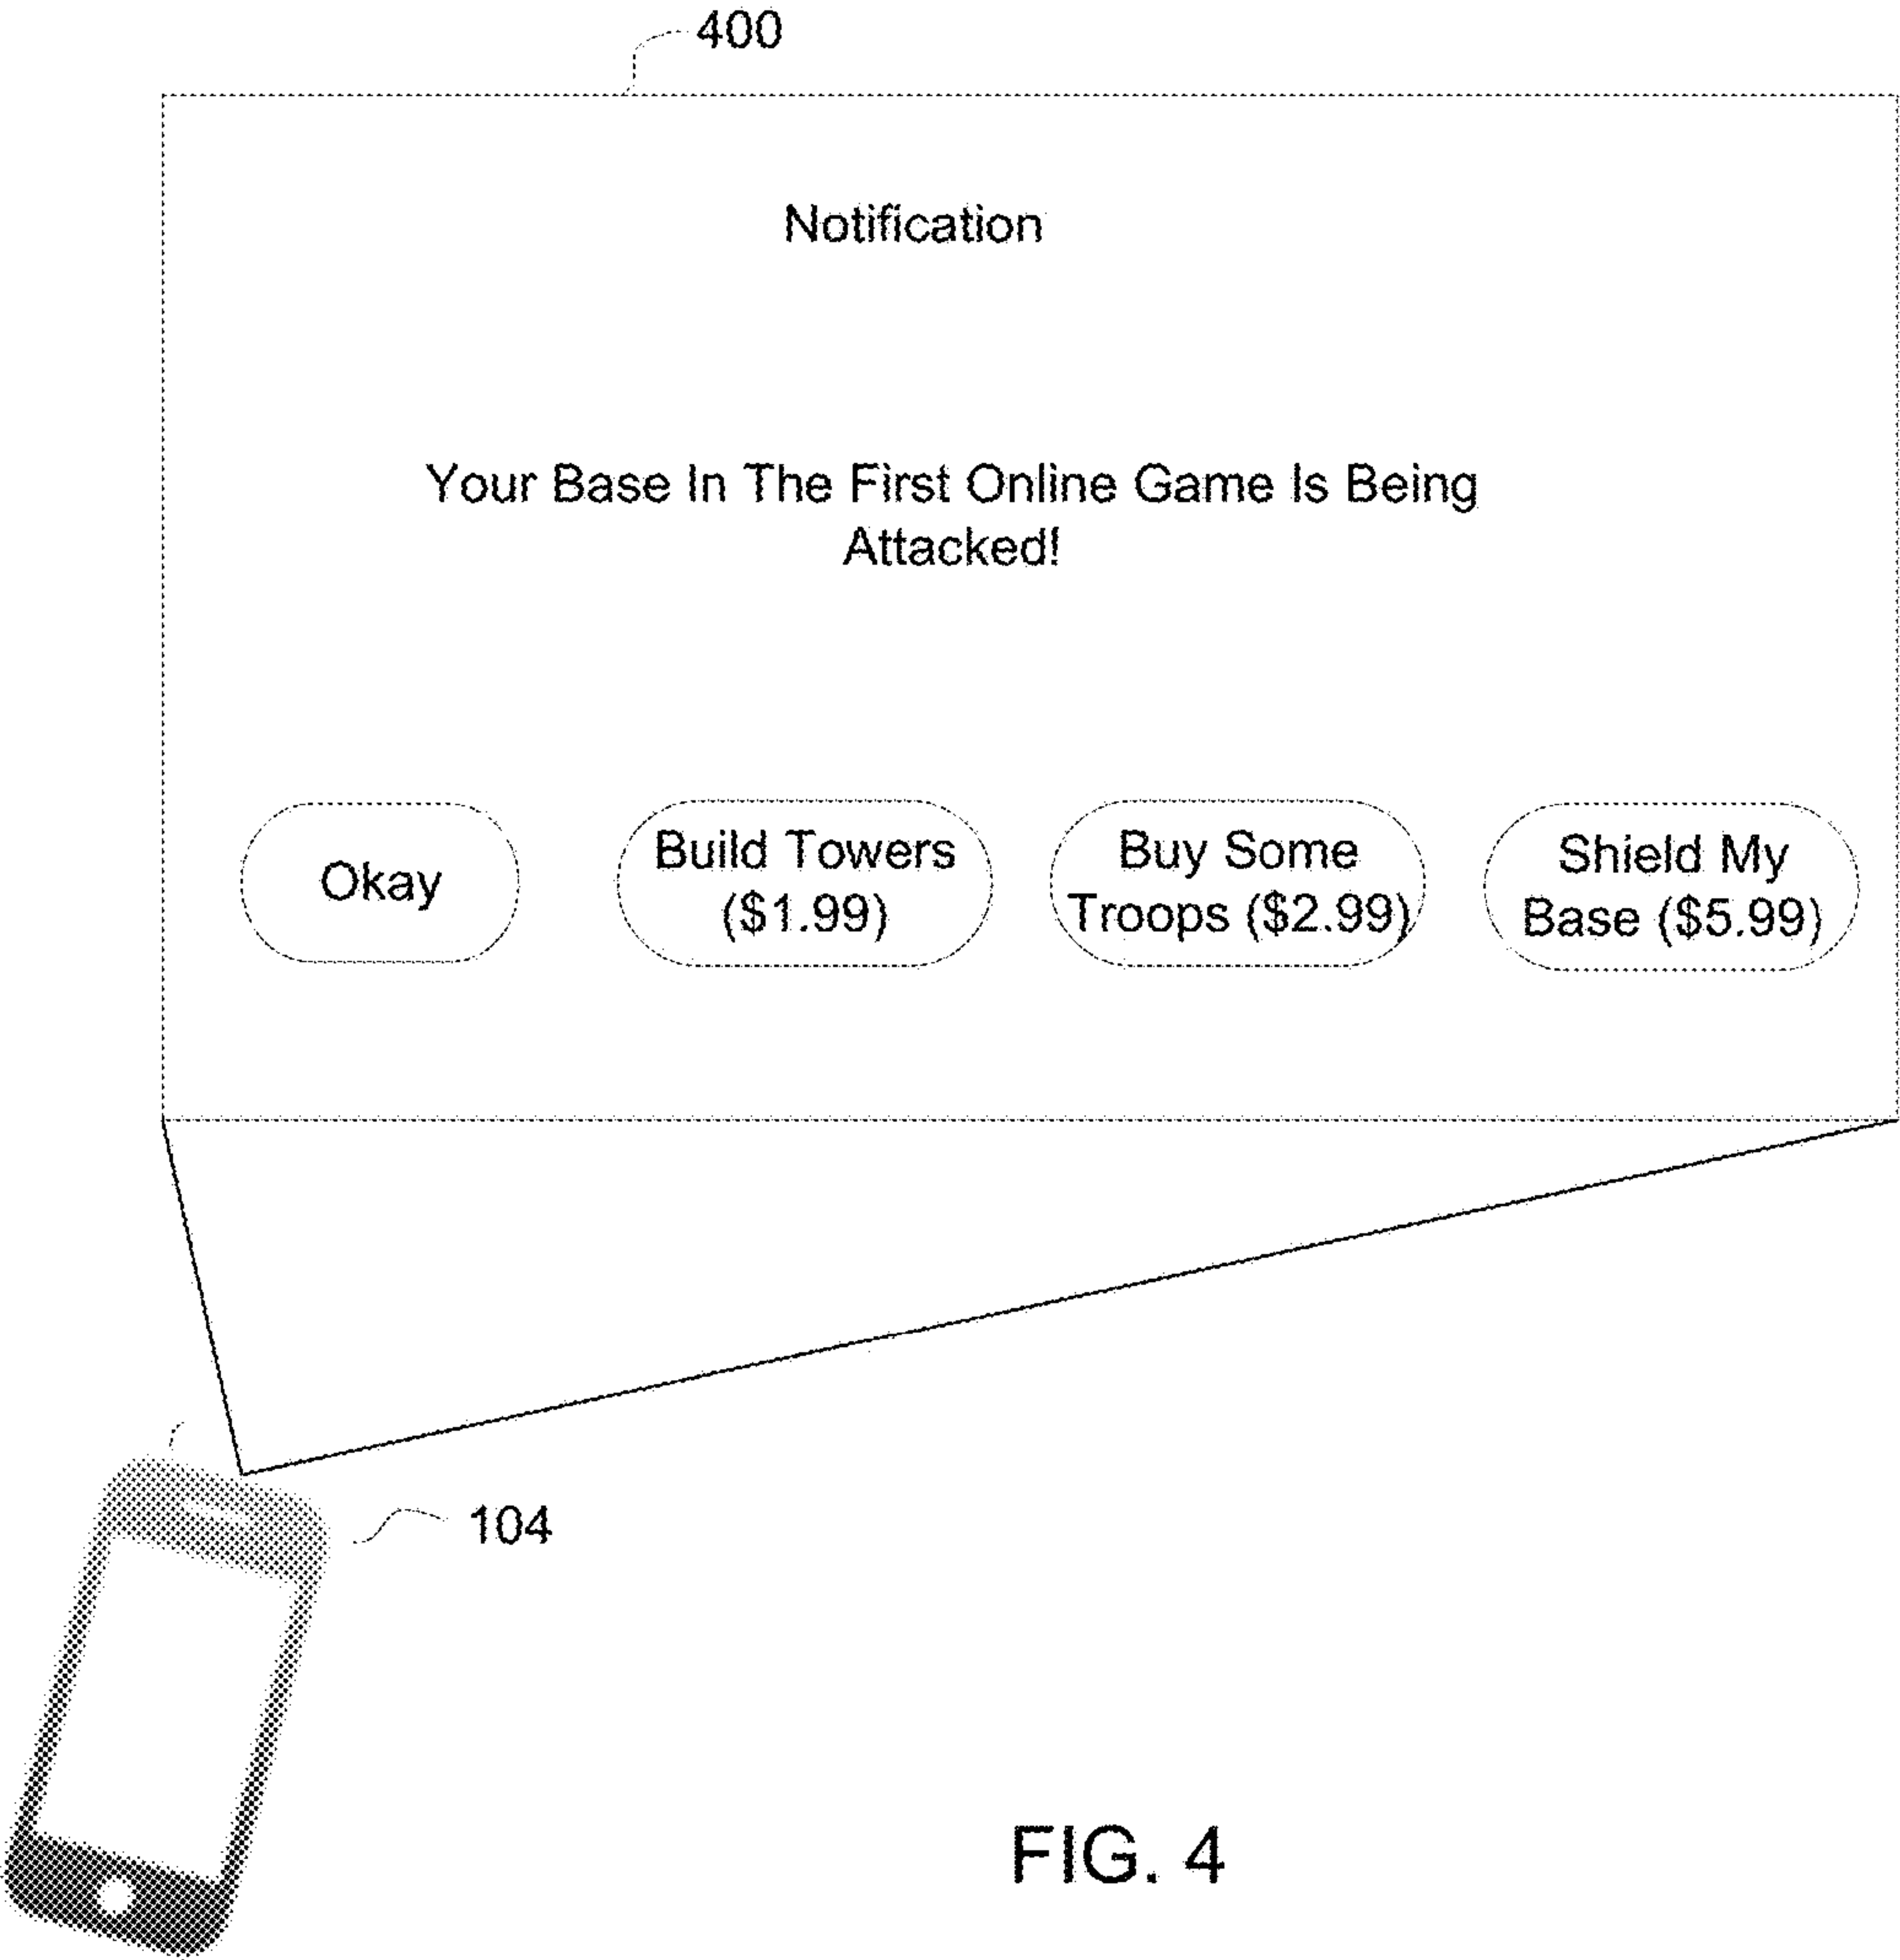 400
Notification
Your Base In The First Online Game Is Being
Attacked!
Okay
Build Towers
($1.99)
Buy Some
Troops ($2.99)
Shield My
Base ($5.99)
104
FIG. 4